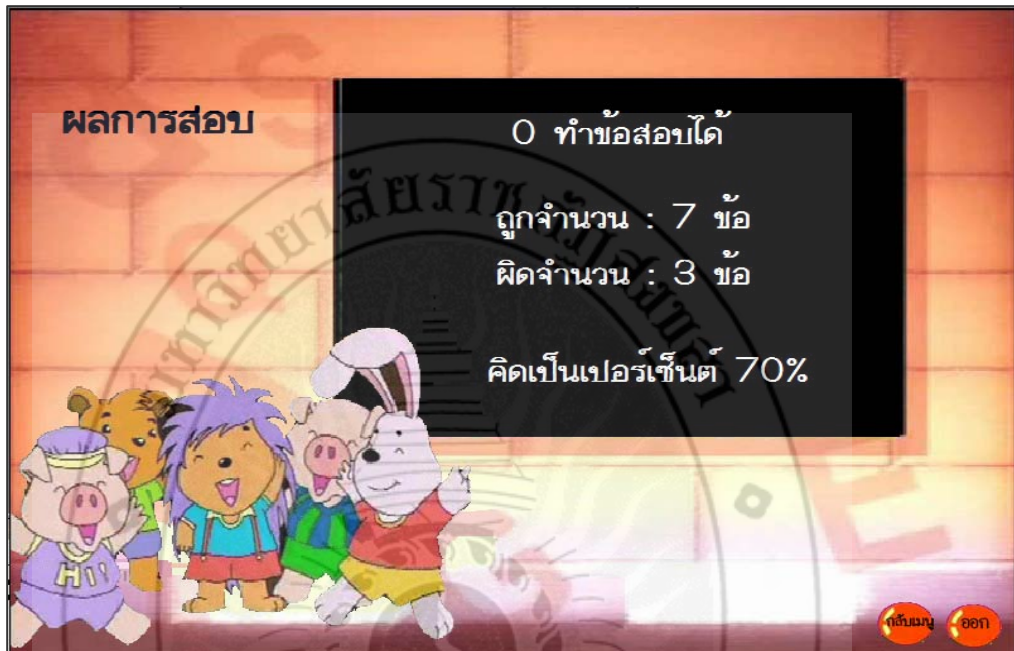 ผลการสอบ
0 ทำข้อสอบได้
ถูกจำนวน : 7 ข้อ
ผิดจำนวน : 3 ข้อ
คิดเป็นเปอร์เซ็นต์ 70%
HI!
กลับเมนู
ออก